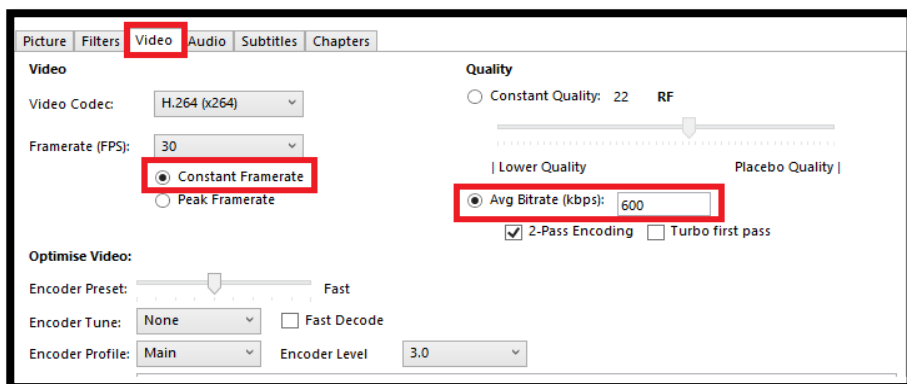 Picture Filters Video Audio Subtitles Chapters
Video
Video Codec: H.264 (x264)
Framerate (FPS): 30
Constant Framerate
Peak Framerate
Quality
Constant Quality: 22 RF
| Lower Quality Placebo Quality |
Avg Bitrate (kbps): 600
2-Pass Encoding Turbo first pass
Optimise Video:
Encoder Preset: Fast
Encoder Tune: None Fast Decode
Encoder Profile: Main Encoder Level 3.0